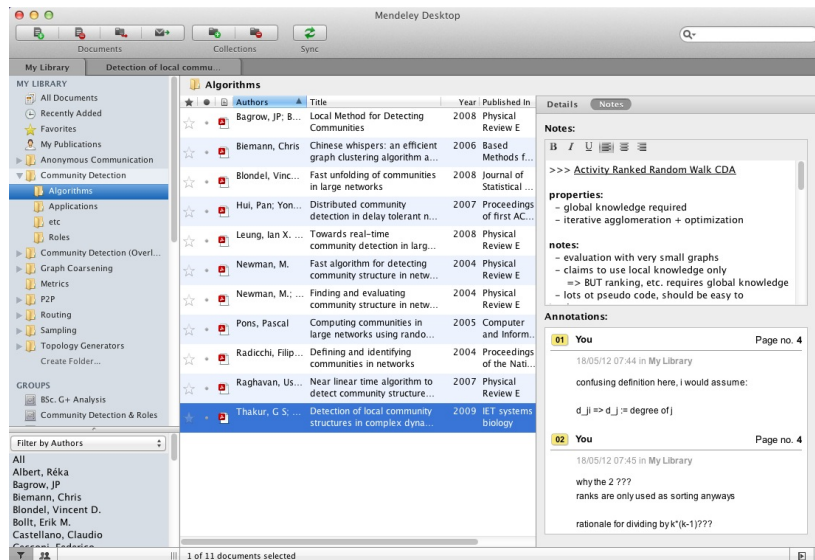 Mendeley Desktop
Documents
Collections
Sync
My Library
Detection of local commu...
MY LIBRARY
All Documents
Recently Added
Favorites
My Publications
Anonymous Communication
Community Detection
Algorithms
Applications
etc
Roles
Community Detection (Overl...
Graph Coarsening
Metrics
P2P
Routing
Sampling
Topology Generators
Create Folder...
GROUPS
BSc. G+ Analysis
Community Detection & Roles
Filter by Authors
All
Albert, Réka
Bagrow, JP
Biemann, Chris
Blondel, Vincent D.
Bollt, Erik M.
Castellano, Claudio
Algorithms
Authors Title Year Published In
Bagrow, JP; B... Local Method for Detecting 2008 Physical
Communities Review E
Biemann, Chris Chinese whispers: an efficient 2006 Based
graph clustering algorithm a... Methods f...
Blondel, Vinc... Fast unfolding of communities 2008 Journal of
in large networks Statistical ...
Hui, Pan; Yon... Distributed community 2007 Proceedings
detection in delay tolerant n... of first AC...
Leung, Ian X. ... Towards real-time 2008 Physical
community detection in larg... Review E
Newman, M. Fast algorithm for detecting 2004 Physical
community structure in netw... Review E
Newman, M.; ... Finding and evaluating 2004 Physical
community structure in netw... Review E
Pons, Pascal Computing communities in 2005 Computer
large networks using rando... and Inform...
Radicchi, Filip... Defining and identifying 2004 Proceedings
communities in networks of the Nati...
Raghavan, Us... Near linear time algorithm to 2007 Physical
detect community structure... Review E
Thakur, G S; ... Detection of local community 2009 IET systems
structures in complex dyna... biology
1 of 11 documents selected
Details Notes
Notes:
B I U
>>> Activity Ranked Random Walk CDA
properties:
- global knowledge required
- iterative agglomeration + optimization
notes:
- evaluation with very small graphs
- claims to use local knowledge only
=> BUT ranking, etc. requires global knowledge
- lots ot pseudo code, should be easy to
Annotations:
01 You Page no. 4
18/05/12 07:44 in My Library
confusing definition here, i would assume:
d_ji => d_j := degree of j
02 You Page no. 4
18/05/12 07:45 in My Library
why the 2 ???
ranks are only used as sorting anyways
rationale for dividing by k*(k-1)???